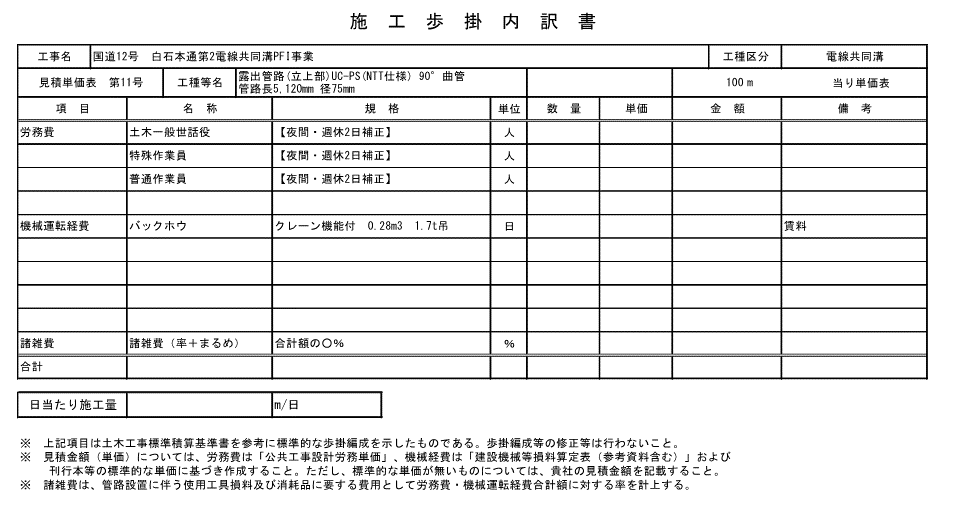 施工歩掛内訳書
工事名 国道12号 白石本通第2電線共同溝PFI事業 工種区分 電線共同溝
見積単価表 第11号 工種等名 露出管路(立上部)UC-PS(NTT仕様) 90°曲管 100m 当り単価表
管路長5,120mm 径75mm
項目 名称 規格 単位 数量 単価 金額 備考
労務費 土木一般世話役 【夜間・週休2日補正】 人
特殊作業員 【夜間・週休2日補正】 人
普通作業員 【夜間・週休2日補正】 人
機械運転経費 バックホウ クレーン機能付 0.28m3 1.7t吊 日 賃料
諸雑費 諸雑費（率＋まるめ） 合計額の〇％ ％
合計
日当たり施工量 m/日
※ 上記項目は土木工事標準積算基準書を参考に標準的な歩掛編成を示したものである。歩掛編成等の修正等は行わないこと。
※ 見積金額（単価）については、労務費は「公共工事設計労務単価」、機械経費は「建設機械等損料算定表（参考資料含む）」および
刊行本等の標準的な単価に基づき作成すること。ただし、標準的な単価が無いものについては、貴社の見積金額を記載すること。
※ 諸雑費は、管路設置に伴う使用工具損料及び消耗品に要する費用として労務費・機械運転経費合計額に対する率を計上する。